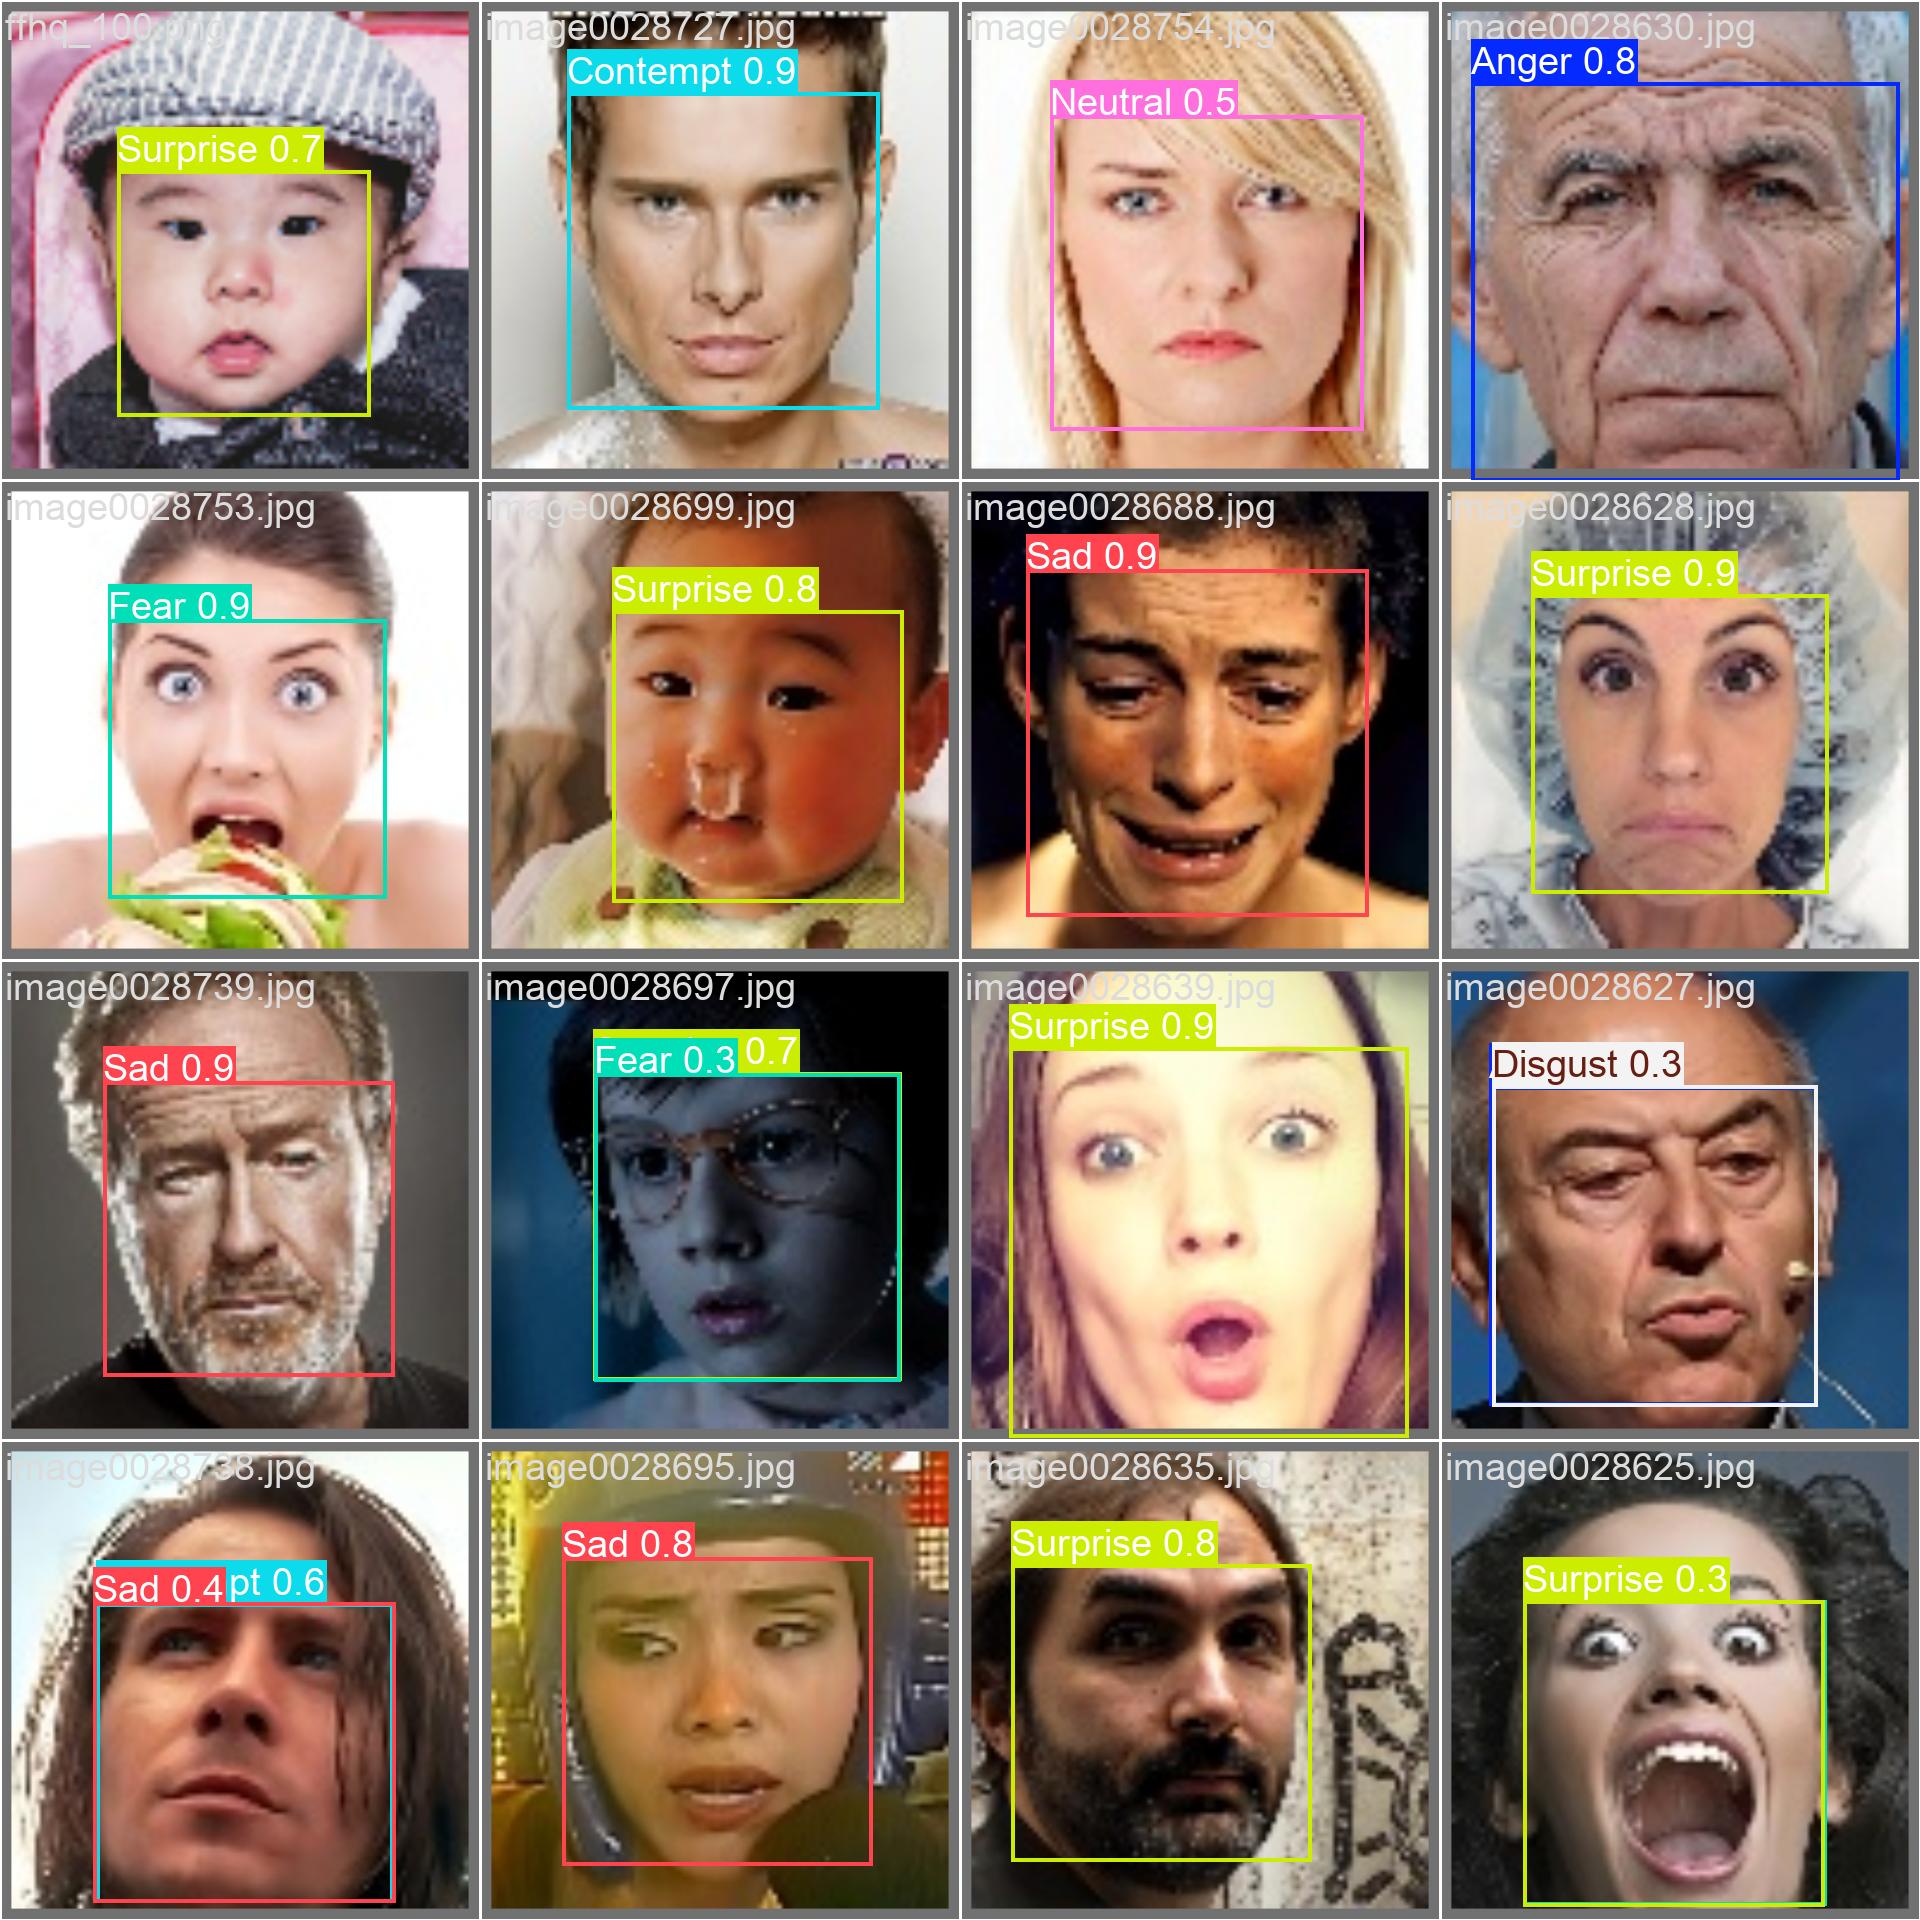 ffhq_100.png
Surprise 0.7
image0028727.jpg
Contempt 0.9
image0028754.jpg
Neutral 0.5
image0028630.jpg
Anger 0.8
image0028753.jpg
Fear 0.9
image0028699.jpg
Surprise 0.8
image0028688.jpg
Sad 0.9
image0028628.jpg
Surprise 0.9
image0028739.jpg
Sad 0.9
image0028697.jpg
Fear 0.3 0.7
image0028639.jpg
Surprise 0.9
image0028627.jpg
Disgust 0.3
image0028738.jpg
Sad 0.4 pt 0.6
image0028695.jpg
Sad 0.8
image0028635.jpg
Surprise 0.8
image0028625.jpg
Surprise 0.3